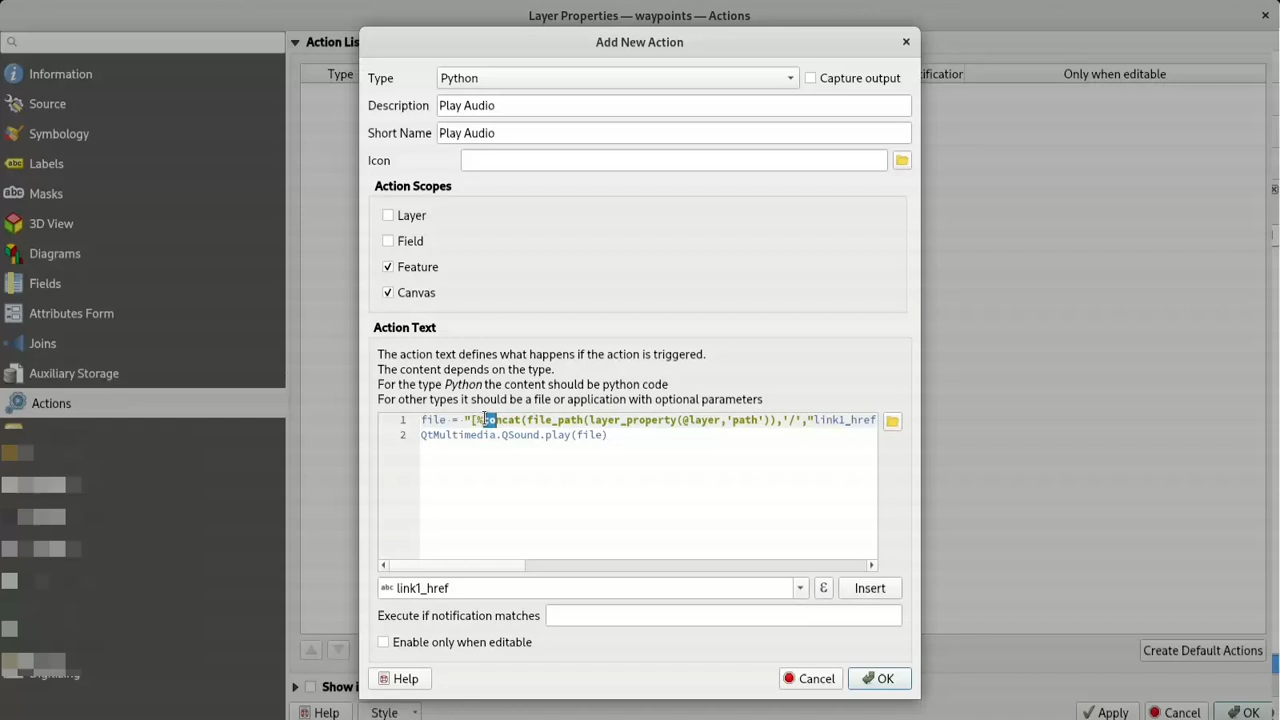 Layer Properties — waypoints — Actions
Information
Source
Symbology
Labels
Masks
3D View
Diagrams
Fields
Attributes Form
Joins
Auxiliary Storage
Actions
Type
Only when editable
Create Default Actions
Help
Style
Apply
Cancel
OK
Add New Action
Type
Python
Capture output
Description
Play Audio
Short Name
Play Audio
Icon
Action Scopes
Layer
Field
Feature
Canvas
Action Text
The action text defines what happens if the action is triggered.
The content depends on the type.
For the type Python the content should be python code
For other types it should be a file or application with optional parameters
1 file = "[%concat(file_path(layer_property(@layer,'path')),'/',"link1_href
2 QtMultimedia.QSound.play(file)
abc link1_href
ε
Insert
Execute if notification matches
Enable only when editable
Help
Cancel
OK